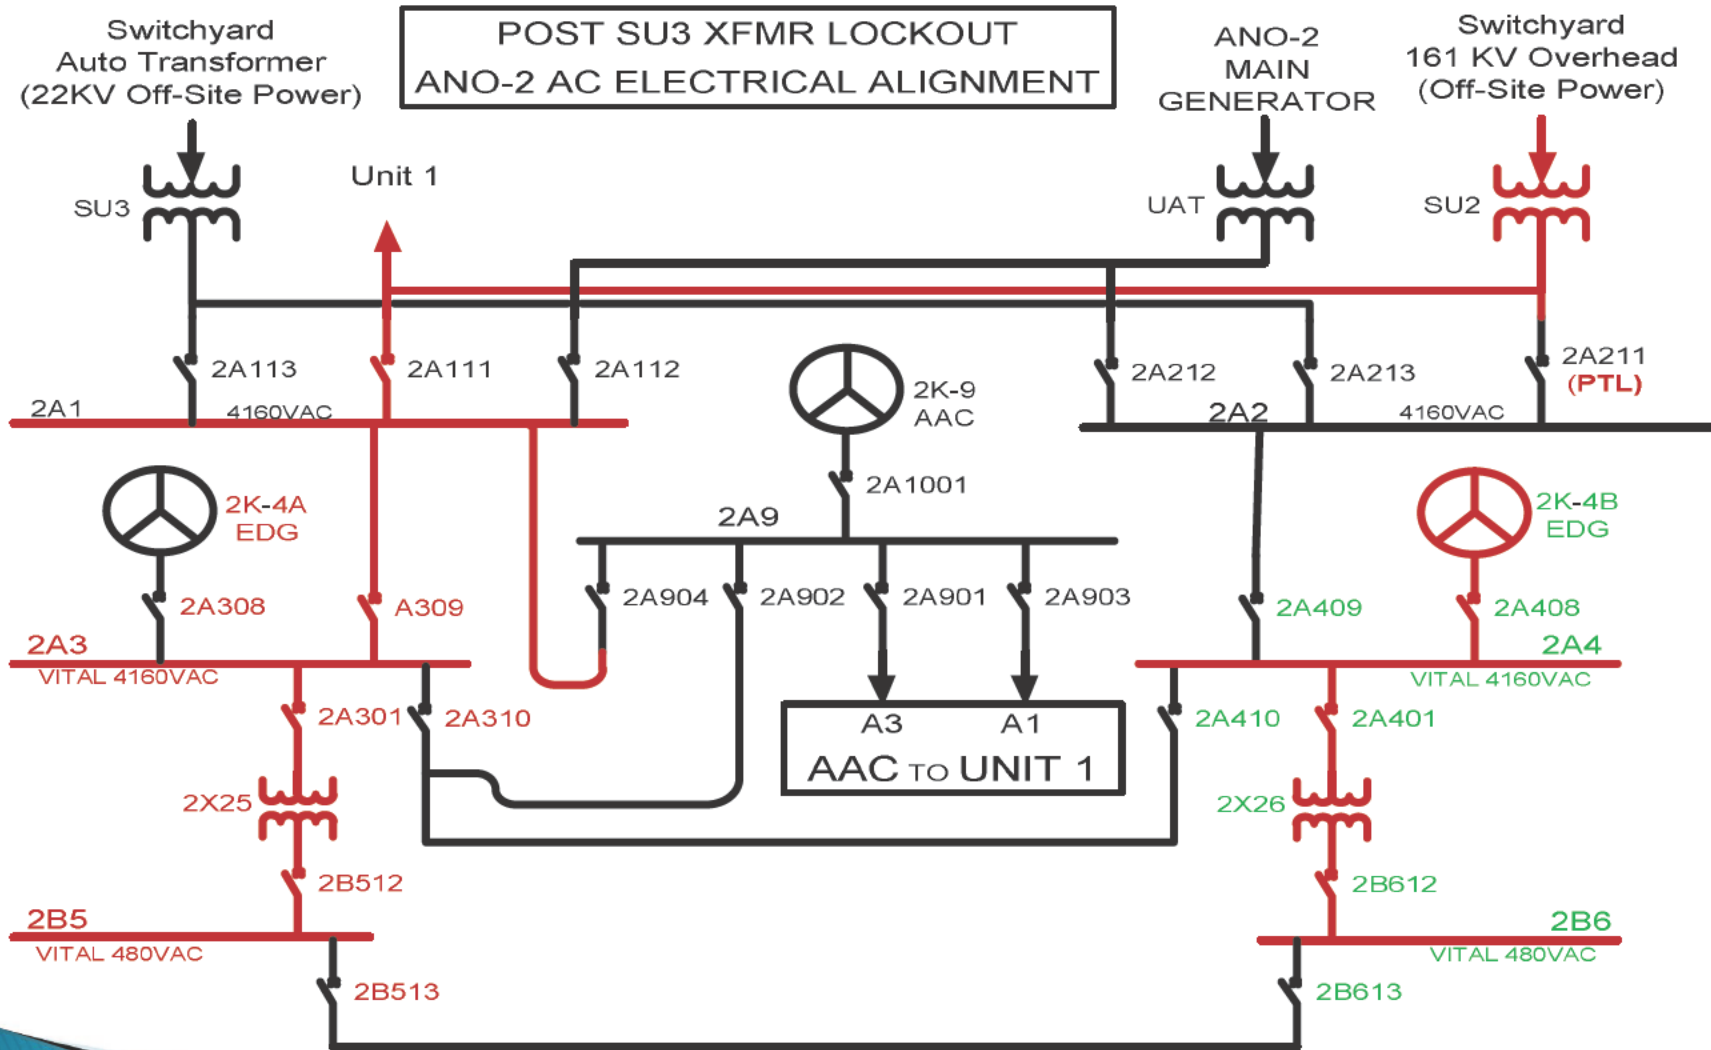 Switchyard
Auto Transformer
(22KV Off-Site Power)
POST SU3 XFMR LOCKOUT
ANO-2 AC ELECTRICAL ALIGNMENT
ANO-2
MAIN
GENERATOR
Switchyard
161 KV Overhead
(Off-Site Power)
SU3
Unit 1
UAT
SU2
2A113
2A111
2A112
2K-9
AAC
2A212
2A213
2A211
(PTL)
2A1
4160VAC
2A2
4160VAC
2K-4A
EDG
2A1001
2K-4B
EDG
2A9
2A308
A309
2A904
2A902
2A901
2A903
2A409
2A408
2A3
VITAL 4160VAC
2A4
VITAL 4160VAC
2A301
2A310
A3
A1
AAC TO UNIT 1
2A410
2A401
2X25
2X26
2B512
2B612
2B5
VITAL 480VAC
2B6
VITAL 480VAC
2B513
2B613